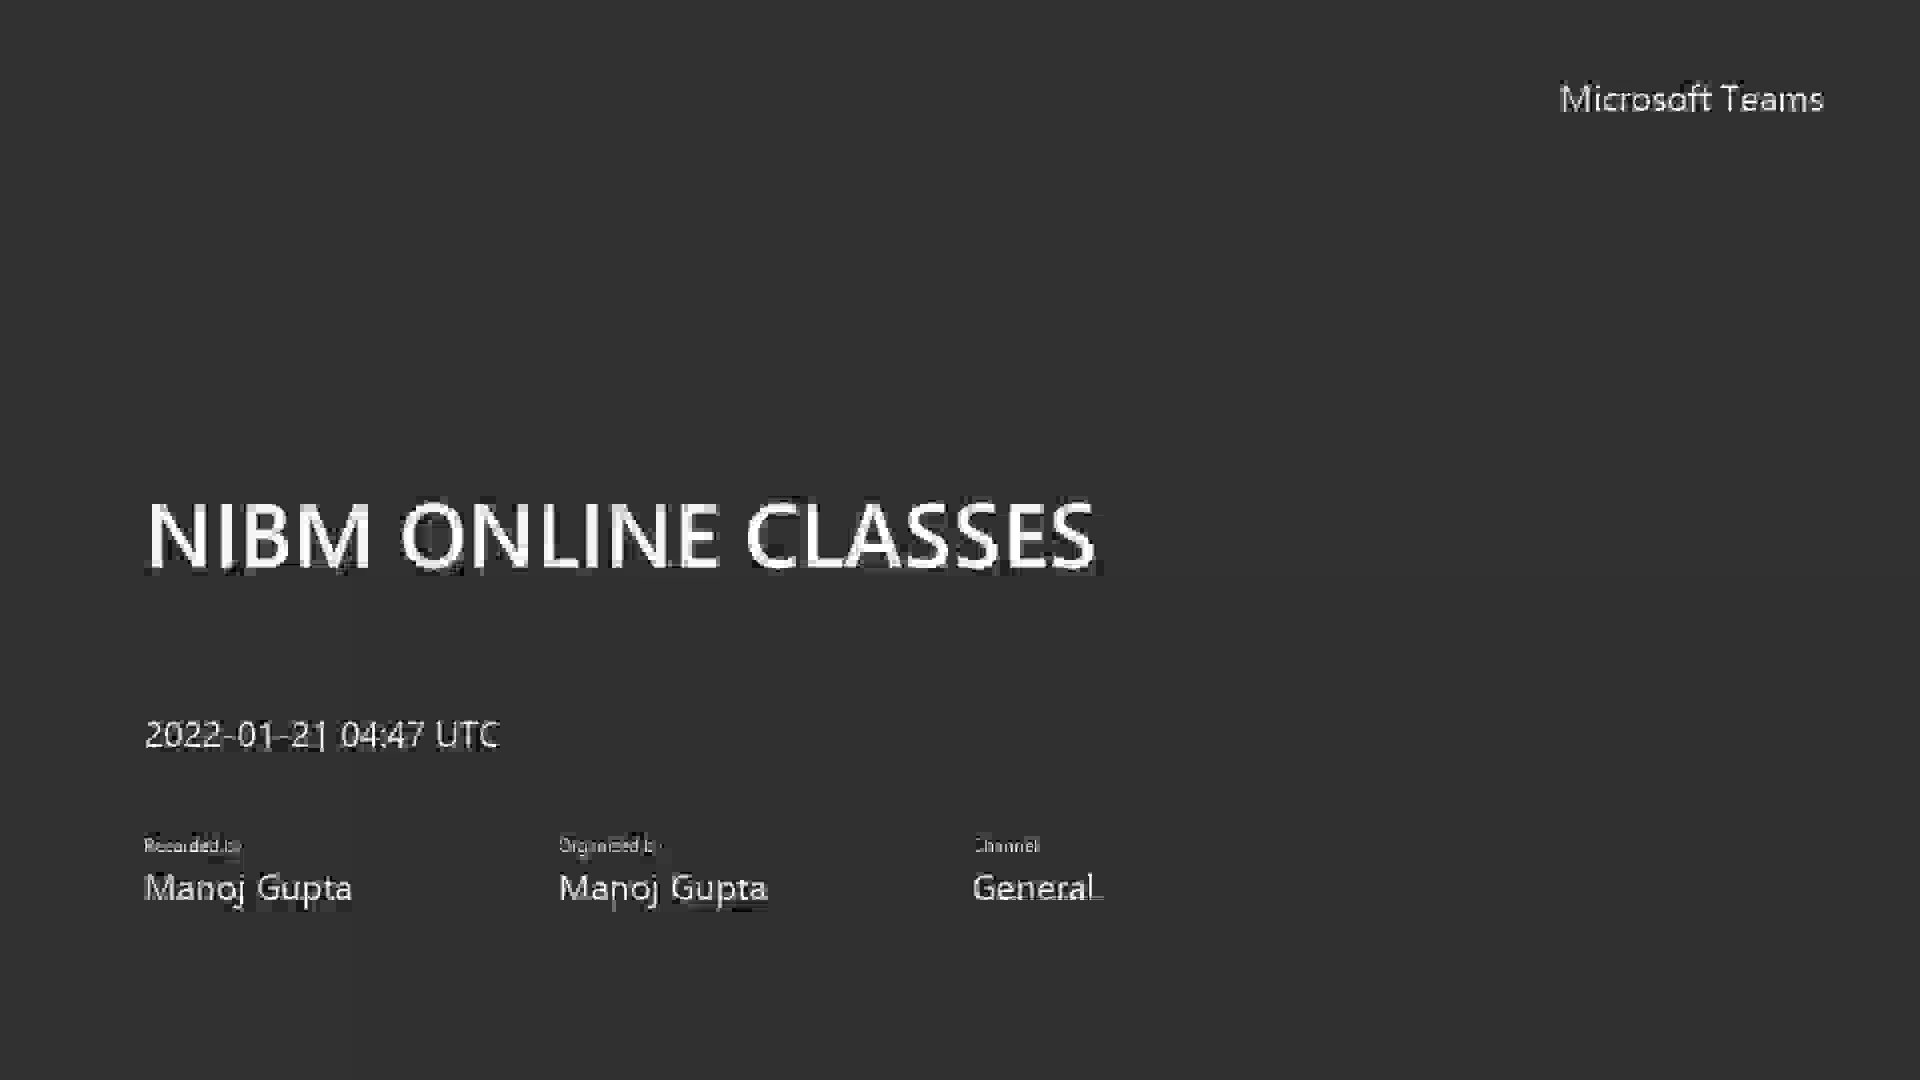 Microsoft Teams
NIBM ONLINE CLASSES
2022-01-21 04:47 UTC
Recorded by
Organized by
Channel
Manoj Gupta
Manoj Gupta
General